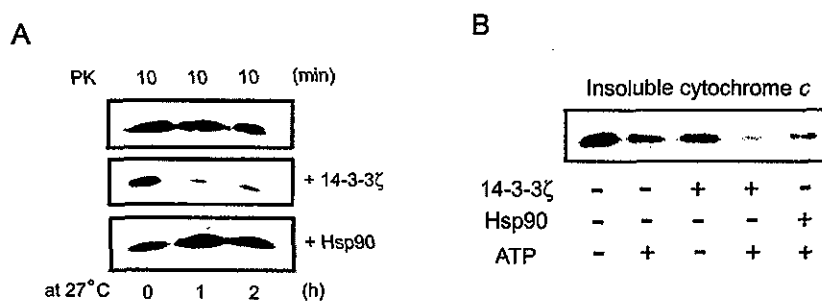 A
PK 10 10 10 (min)
+ 14-3-3ζ
+ Hsp90
at 27°C 0 1 2 (h)
B
Insoluble cytochrome c
14-3-3ζ - - + + -
Hsp90 - - - - +
ATP - + - + +